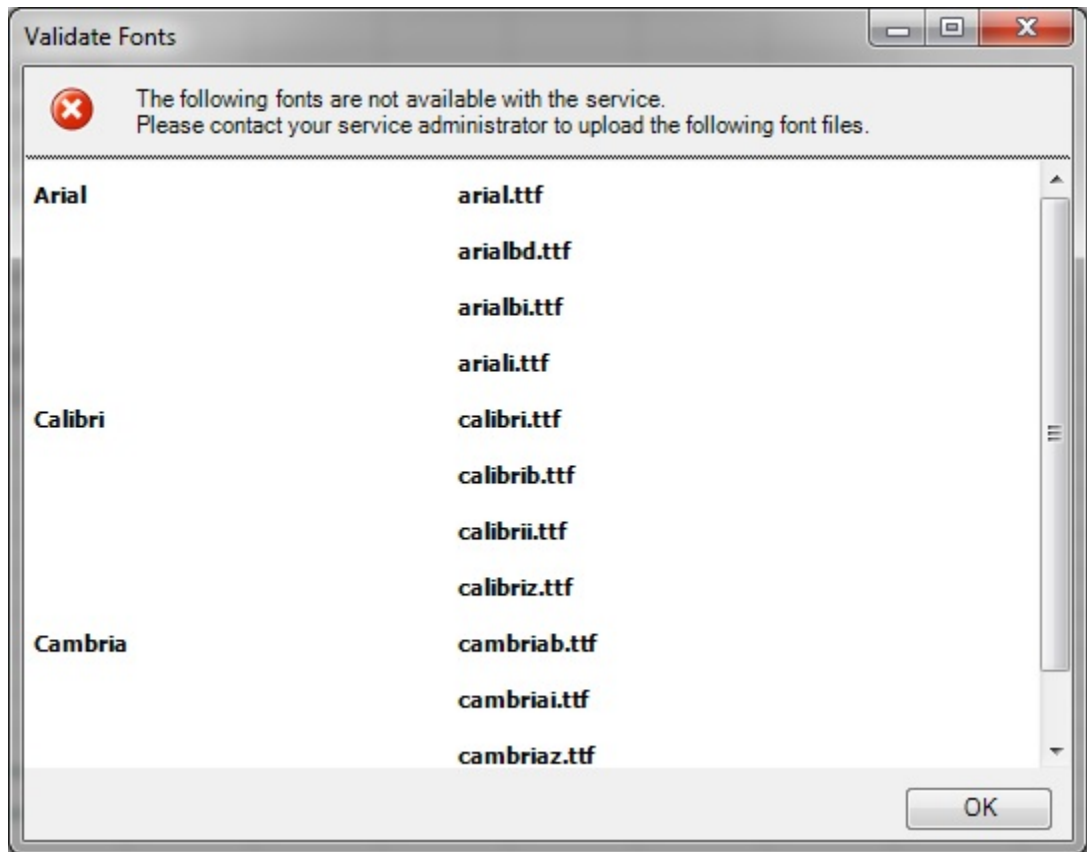 Validate Fonts
The following fonts are not available with the service.
Please contact your service administrator to upload the following font files.
Arial arial.ttf
arialbd.ttf
arialbi.ttf
ariali.ttf
Calibri calibri.ttf
calibrib.ttf
calibrii.ttf
calibriz.ttf
Cambria cambriab.ttf
cambriai.ttf
cambriaz.ttf
OK